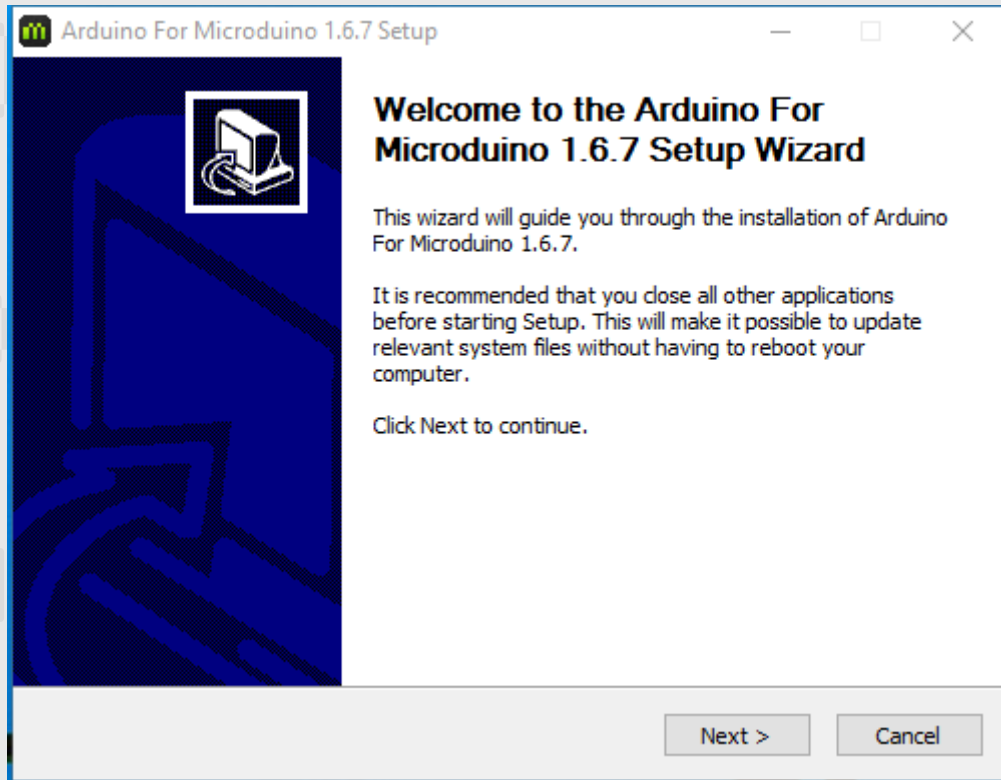 Arduino For Microduino 1.6.7 Setup
Welcome to the Arduino For
Microduino 1.6.7 Setup Wizard
This wizard will guide you through the installation of Arduino
For Microduino 1.6.7.
It is recommended that you close all other applications
before starting Setup. This will make it possible to update
relevant system files without having to reboot your
computer.
Click Next to continue.
Next >
Cancel